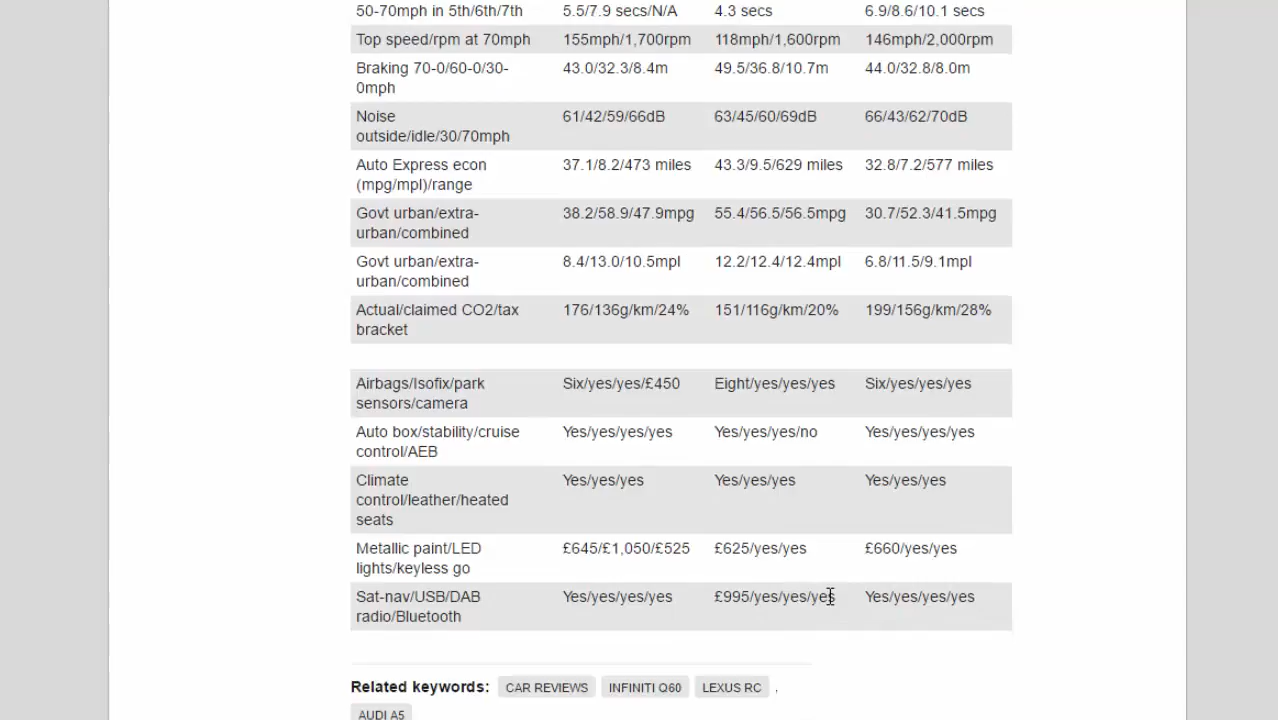 50-70mph in 5th/6th/7th 5.5/7.9 secs/N/A 4.3 secs 6.9/8.6/10.1 secs
Top speed/rpm at 70mph 155mph/1,700rpm 118mph/1,600rpm 146mph/2,000rpm
Braking 70-0/60-0/30- 43.0/32.3/8.4m 49.5/36.8/10.7m 44.0/32.8/8.0m
0mph
Noise 61/42/59/66dB 63/45/60/69dB 66/43/62/70dB
outside/idle/30/70mph
Auto Express econ 37.1/8.2/473 miles 43.3/9.5/629 miles 32.8/7.2/577 miles
(mpg/mpl)/range
Govt urban/extra- 38.2/58.9/47.9mpg 55.4/56.5/56.5mpg 30.7/52.3/41.5mpg
urban/combined
Govt urban/extra- 8.4/13.0/10.5mpl 12.2/12.4/12.4mpl 6.8/11.5/9.1mpl
urban/combined
Actual/claimed CO2/tax 176/136g/km/24% 151/116g/km/20% 199/156g/km/28%
bracket
Airbags/Isofix/park Six/yes/yes/£450 Eight/yes/yes/yes Six/yes/yes/yes
sensors/camera
Auto box/stability/cruise Yes/yes/yes/yes Yes/yes/yes/no Yes/yes/yes/yes
control/AEB
Climate Yes/yes/yes Yes/yes/yes Yes/yes/yes
control/leather/heated
seats
Metallic paint/LED £645/£1,050/£525 £625/yes/yes £660/yes/yes
lights/keyless go
Sat-nav/USB/DAB Yes/yes/yes/yes £995/yes/yes/yes Yes/yes/yes/yes
radio/Bluetooth
Related keywords: CAR REVIEWS INFINITI Q60 LEXUS RC ,
AUDI A5